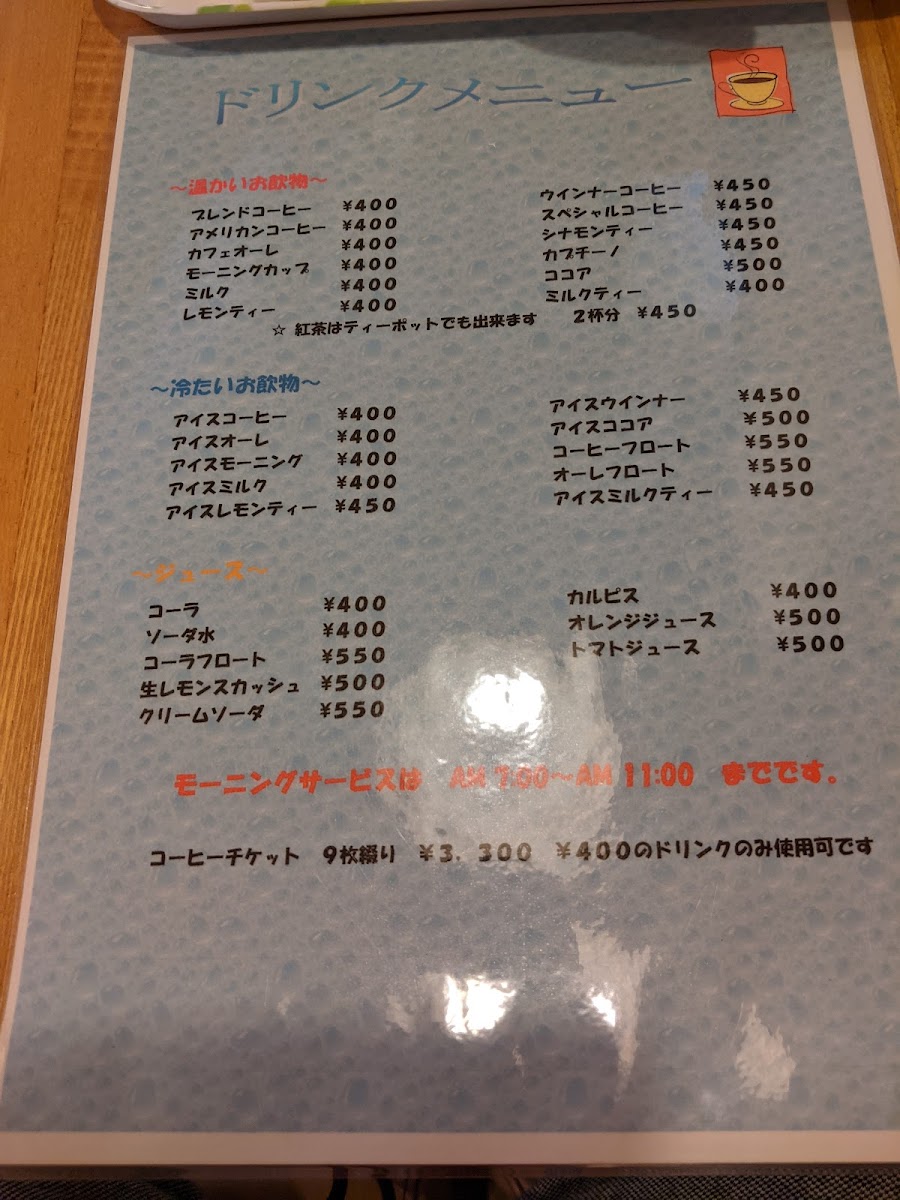 ドリンクメニュー
～温かいお飲物～
ブレンドコーヒー ¥400
アメリカンコーヒー ¥400
カフェオーレ ¥400
モーニングカップ ¥400
ミルク ¥400
レモンティー ¥400
ウインナーコーヒー ¥450
スペシャルコーヒー ¥450
シナモンティー ¥450
カプチーノ ¥450
ココア ¥500
ミルクティー ¥400
☆ 紅茶はティーポットでも出来ます 2杯分 ¥450
～冷たいお飲物～
アイスコーヒー ¥400
アイスオーレ ¥400
アイスモーニング ¥400
アイスミルク ¥400
アイスレモンティー ¥450
アイスウインナー ¥450
アイスココア ¥500
コーヒーフロート ¥550
オーレフロート ¥550
アイスミルクティー ¥450
～ジュース～
コーラ ¥400
ソーダ水 ¥400
コーラフロート ¥550
生レモンスカッシュ ¥500
クリームソーダ ¥550
カルピス ¥400
オレンジジュース ¥500
トマトジュース ¥500
モーニングサービスは AM 7:00～AM 11:00 までです。
コーヒーチケット 9枚綴り ¥3,300 ¥400のドリンクのみ使用可です